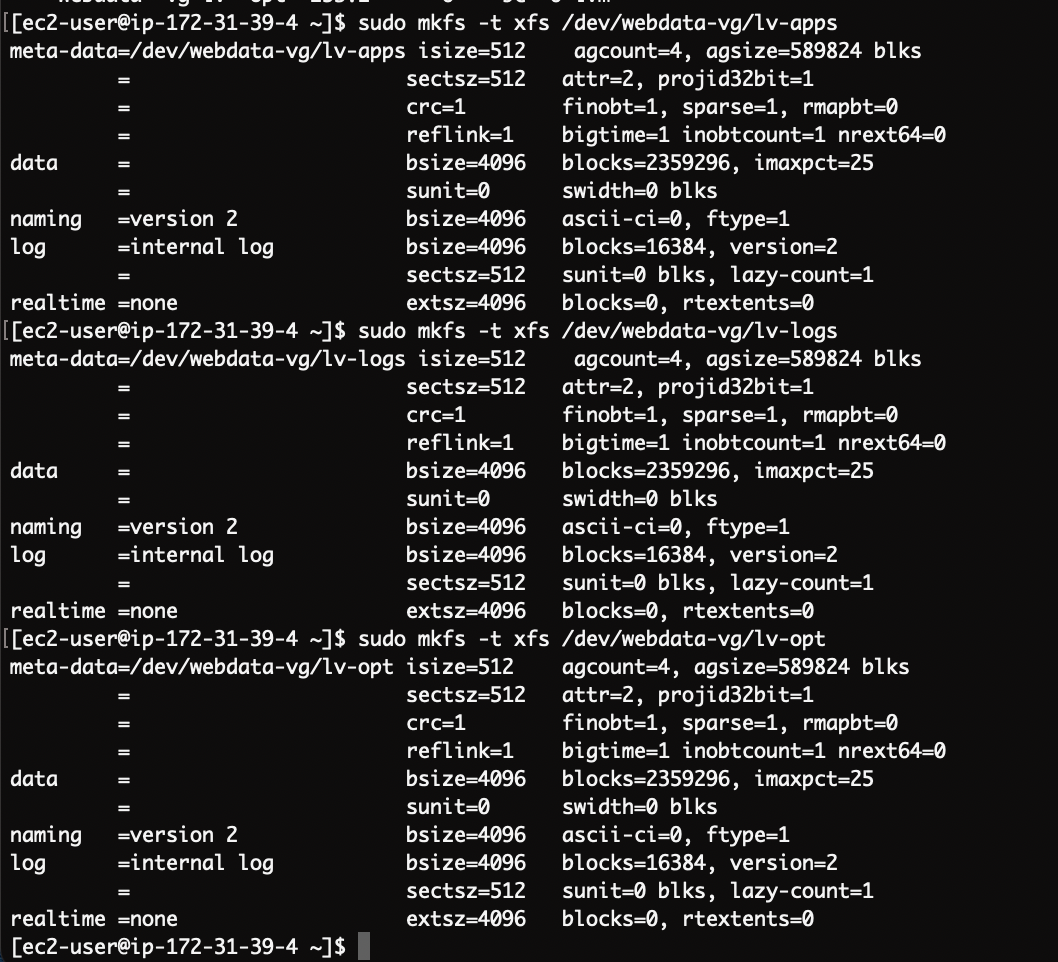 [ec2-user@ip-172-31-39-4 ~]$ sudo mkfs -t xfs /dev/webdata-vg/lv-apps
meta-data=/dev/webdata-vg/lv-apps isize=512    agcount=4, agsize=589824 blks
         =                       sectsz=512   attr=2, projid32bit=1
         =                       crc=1        finobt=1, sparse=1, rmapbt=0
         =                       reflink=1    bigtime=1 inobtcount=1 nrext64=0
data     =                       bsize=4096   blocks=2359296, imaxpct=25
         =                       sunit=0      swidth=0 blks
naming   =version 2              bsize=4096   ascii-ci=0, ftype=1
log      =internal log           bsize=4096   blocks=16384, version=2
         =                       sectsz=512   sunit=0 blks, lazy-count=1
realtime =none                   extsz=4096   blocks=0, rtextents=0
[ec2-user@ip-172-31-39-4 ~]$ sudo mkfs -t xfs /dev/webdata-vg/lv-logs
meta-data=/dev/webdata-vg/lv-logs isize=512    agcount=4, agsize=589824 blks
         =                       sectsz=512   attr=2, projid32bit=1
         =                       crc=1        finobt=1, sparse=1, rmapbt=0
         =                       reflink=1    bigtime=1 inobtcount=1 nrext64=0
data     =                       bsize=4096   blocks=2359296, imaxpct=25
         =                       sunit=0      swidth=0 blks
naming   =version 2              bsize=4096   ascii-ci=0, ftype=1
log      =internal log           bsize=4096   blocks=16384, version=2
         =                       sectsz=512   sunit=0 blks, lazy-count=1
realtime =none                   extsz=4096   blocks=0, rtextents=0
[ec2-user@ip-172-31-39-4 ~]$ sudo mkfs -t xfs /dev/webdata-vg/lv-opt
meta-data=/dev/webdata-vg/lv-opt isize=512    agcount=4, agsize=589824 blks
         =                       sectsz=512   attr=2, projid32bit=1
         =                       crc=1        finobt=1, sparse=1, rmapbt=0
         =                       reflink=1    bigtime=1 inobtcount=1 nrext64=0
data     =                       bsize=4096   blocks=2359296, imaxpct=25
         =                       sunit=0      swidth=0 blks
naming   =version 2              bsize=4096   ascii-ci=0, ftype=1
log      =internal log           bsize=4096   blocks=16384, version=2
         =                       sectsz=512   sunit=0 blks, lazy-count=1
realtime =none                   extsz=4096   blocks=0, rtextents=0
[ec2-user@ip-172-31-39-4 ~]$